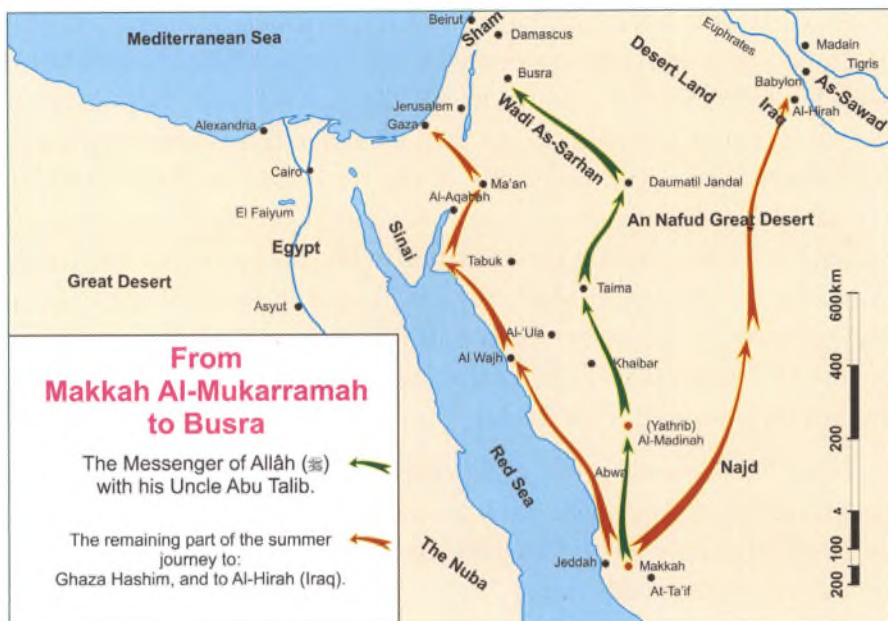 Mediterranean Sea
Beirut
Sham
Damascus
Busra
Euphrates
Madain
Tigris
Babylon
As-Sawad
Al-Hirah
Iraq
Desert Land
Wadi As-Sarhan
Jerusalem
Gaza
Alexandria
Cairo
Ma'an
Al-Aqabah
Daumatil Jandal
El Faiyum
Sinai
An Nafud Great Desert
Egypt
Great Desert
Tabuk
Taima
Asyut
Al-'Ula
Al Wajh
Khaibar
(Yathrib)
Al-Madinah
Najd
Red Sea
Abwa
Jeddah
Makkah
At-Ta'if
The Nuba
600km
400
200
100
200
From
Makkah Al-Mukarramah
to Busra
The Messenger of Allâh (ﷺ)
with his Uncle Abu Talib.
The remaining part of the summer
journey to:
Ghaza Hashim, and to Al-Hirah (Iraq).